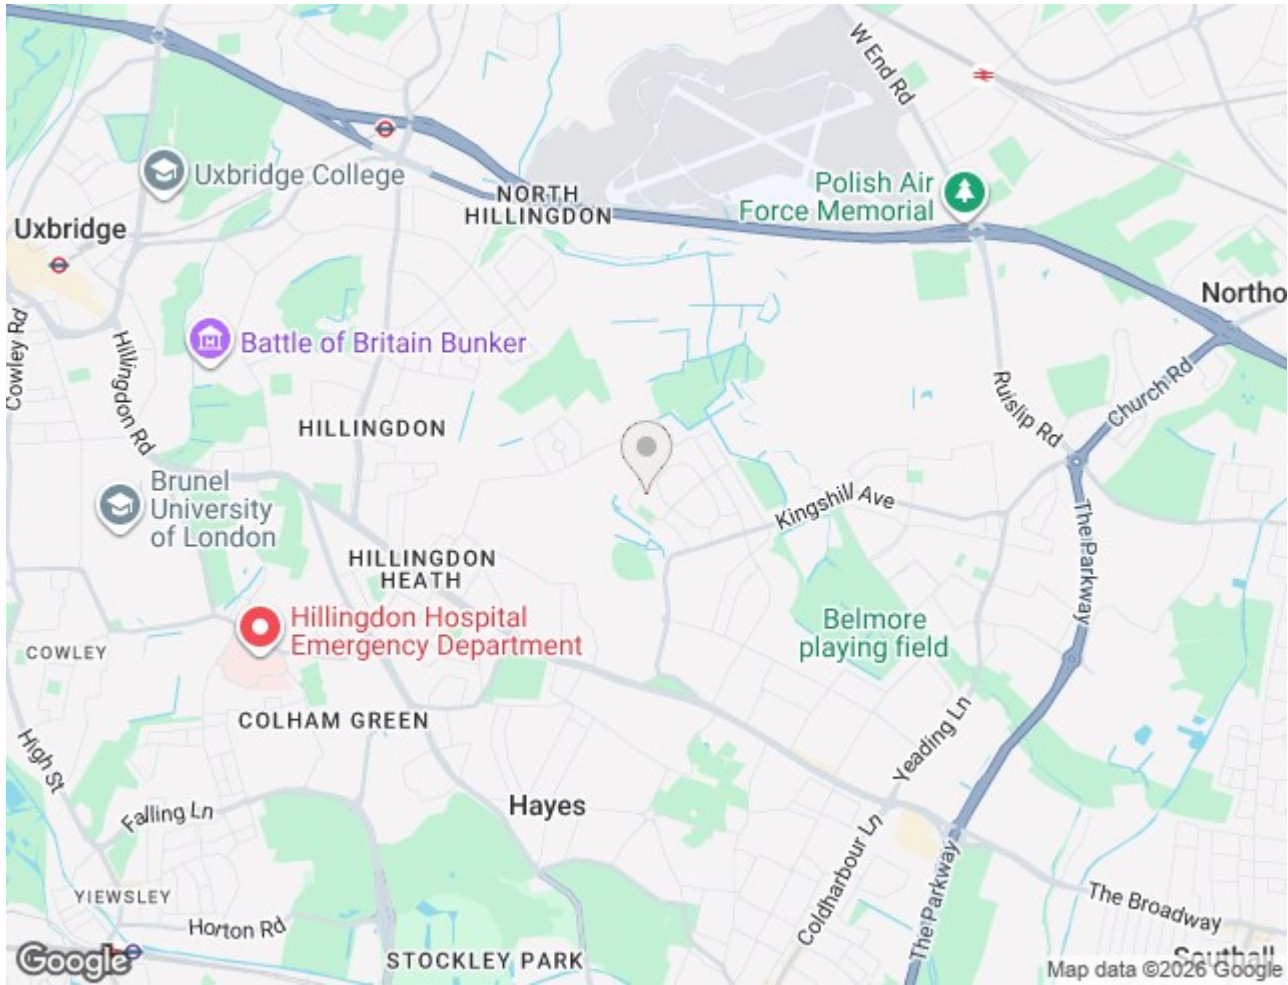 W End Rd
Uxbridge College
NORTH
HILLINGDON
Polish Air
Force Memorial
Uxbridge
Northo
Cowley Rd
Hillingdon Rd
Battle of Britain Bunker
Church Rd
Ruislip Rd
HILLINGDON
Brunel
University
of London
Kingshill Ave
The Parkway
HILLINGDON
HEATH
Hillingdon Hospital
Emergency Department
Belmore
playing field
COWLEY
COLHAM GREEN
High St
Yeading Ln
Falling Ln
Hayes
Coldharbour Ln
The Parkway
YIEWSLEY
The Broadway
Horton Rd
STOCKLEY PARK
Southall
Google
Map data ©2026 Google